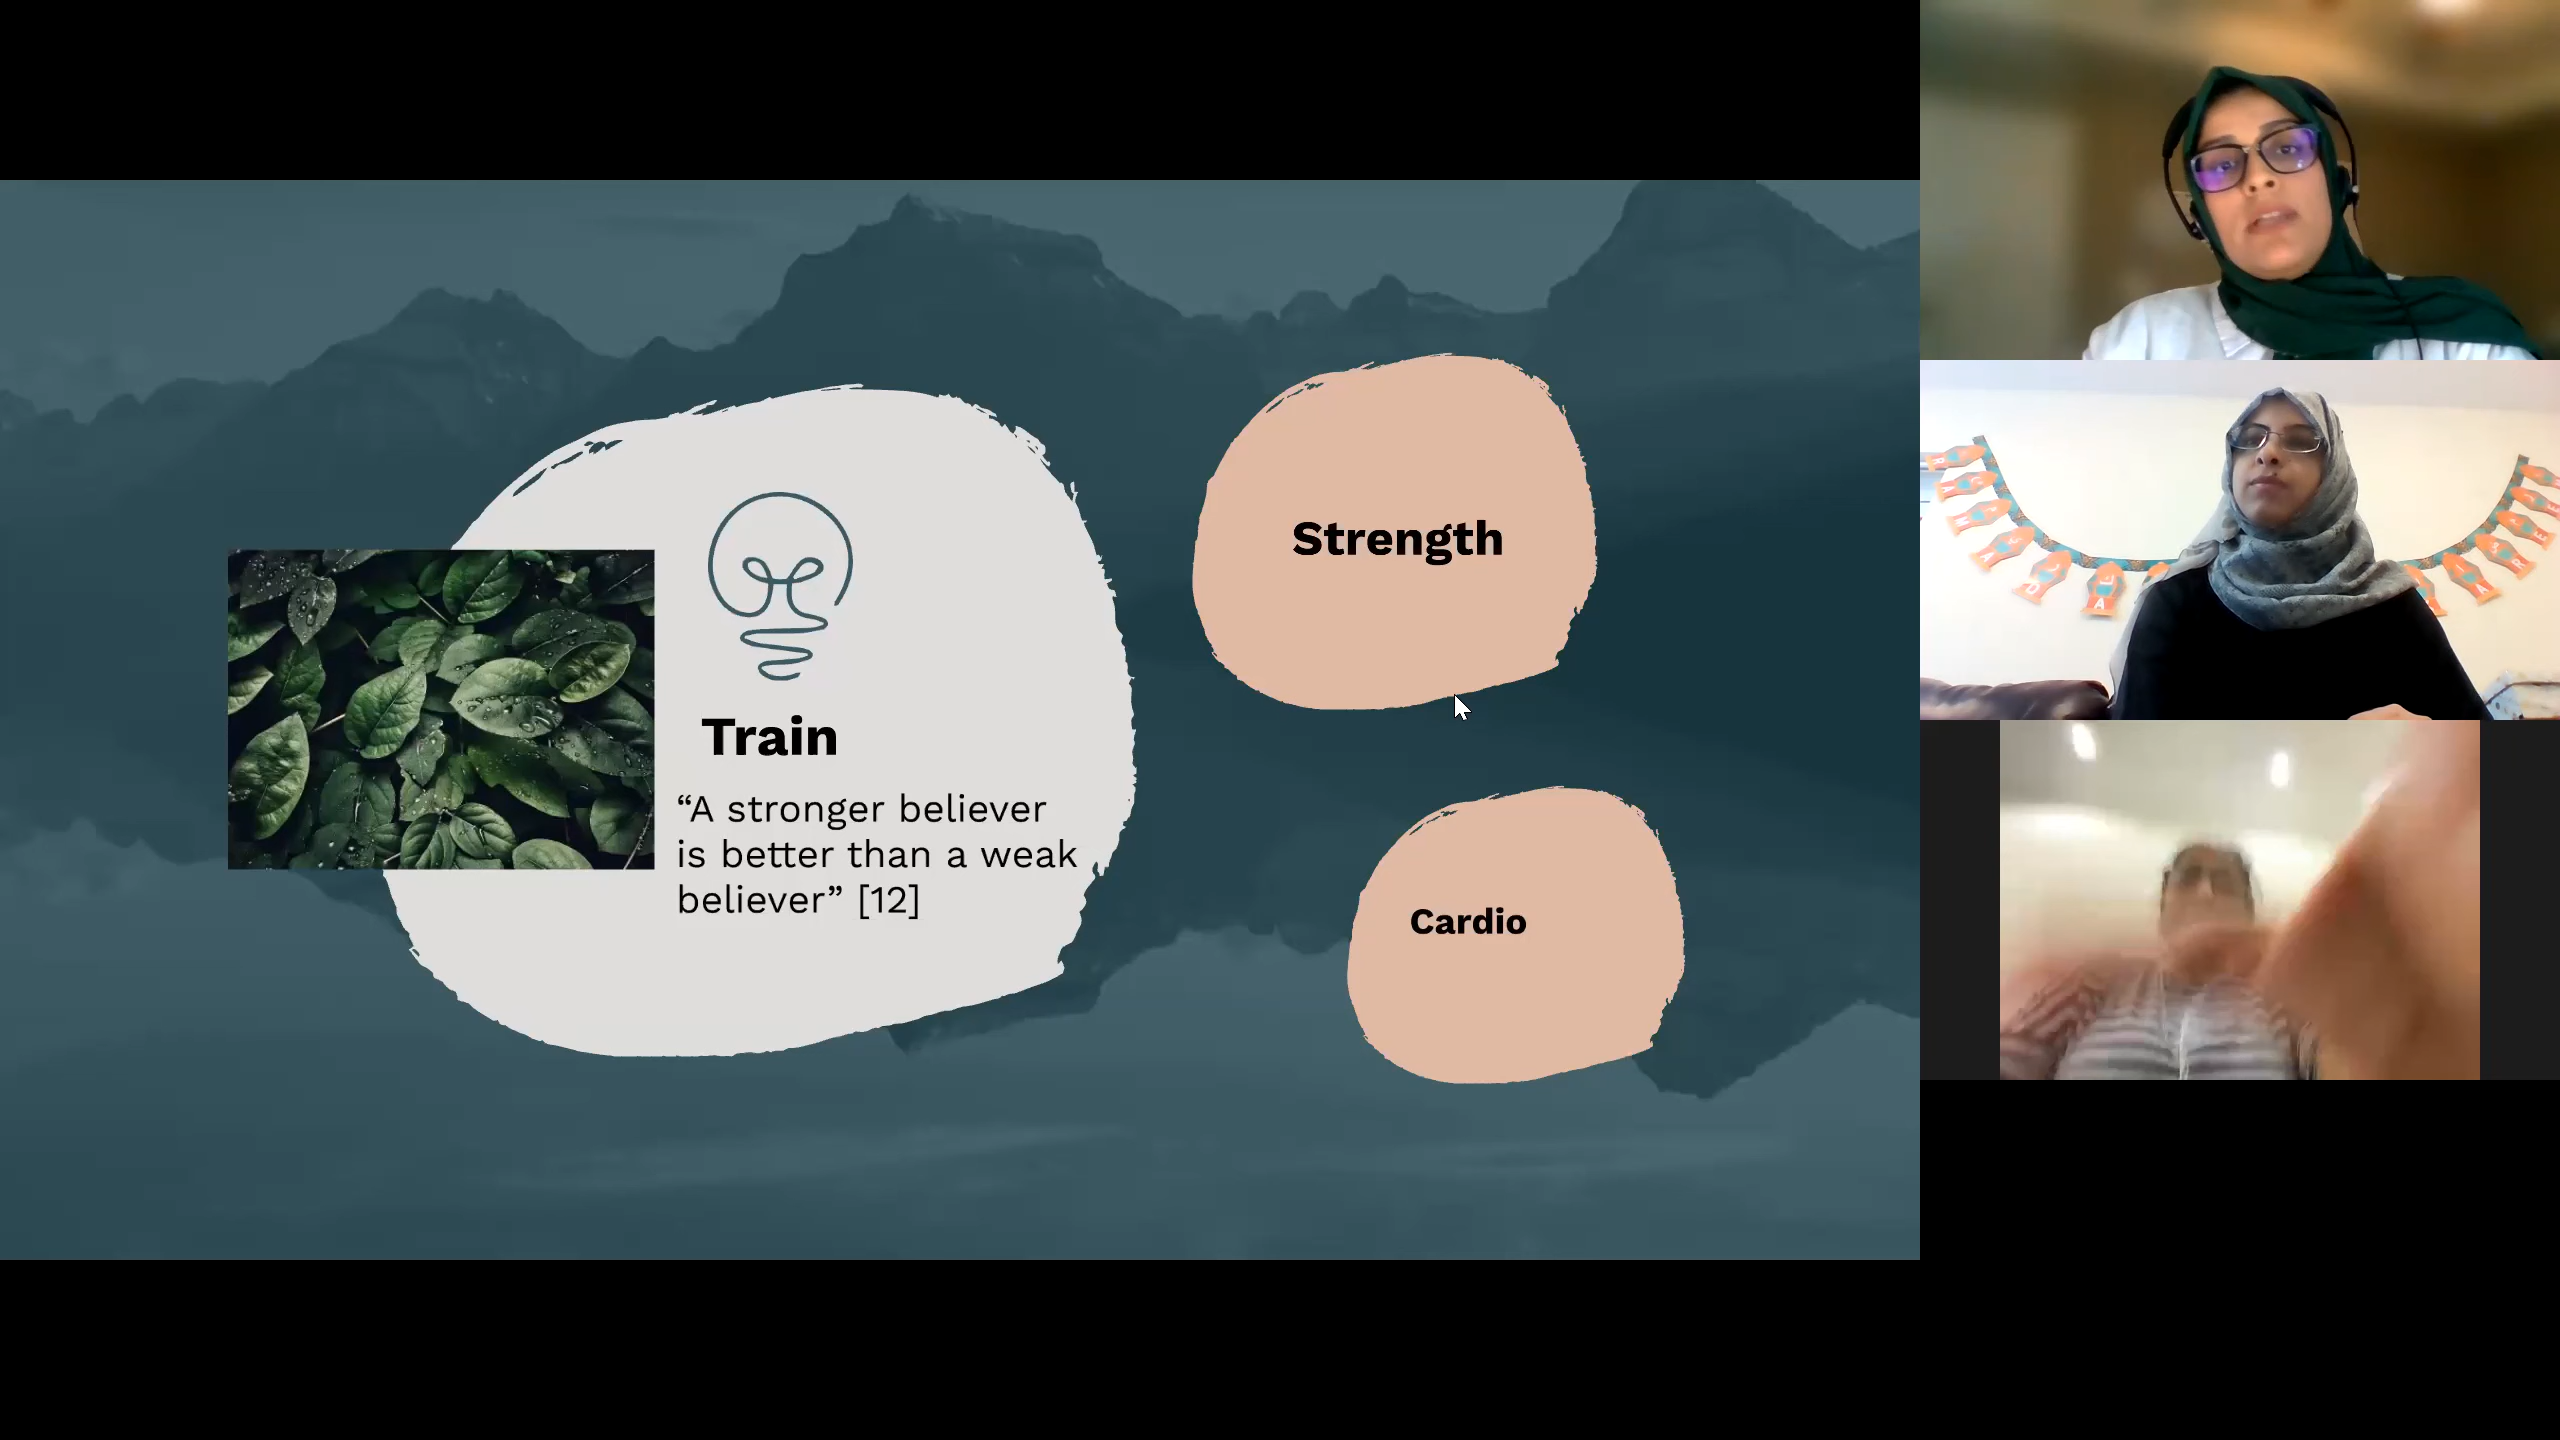 Train
“A stronger believer
is better than a weak
believer” [12]
Strength
Cardio